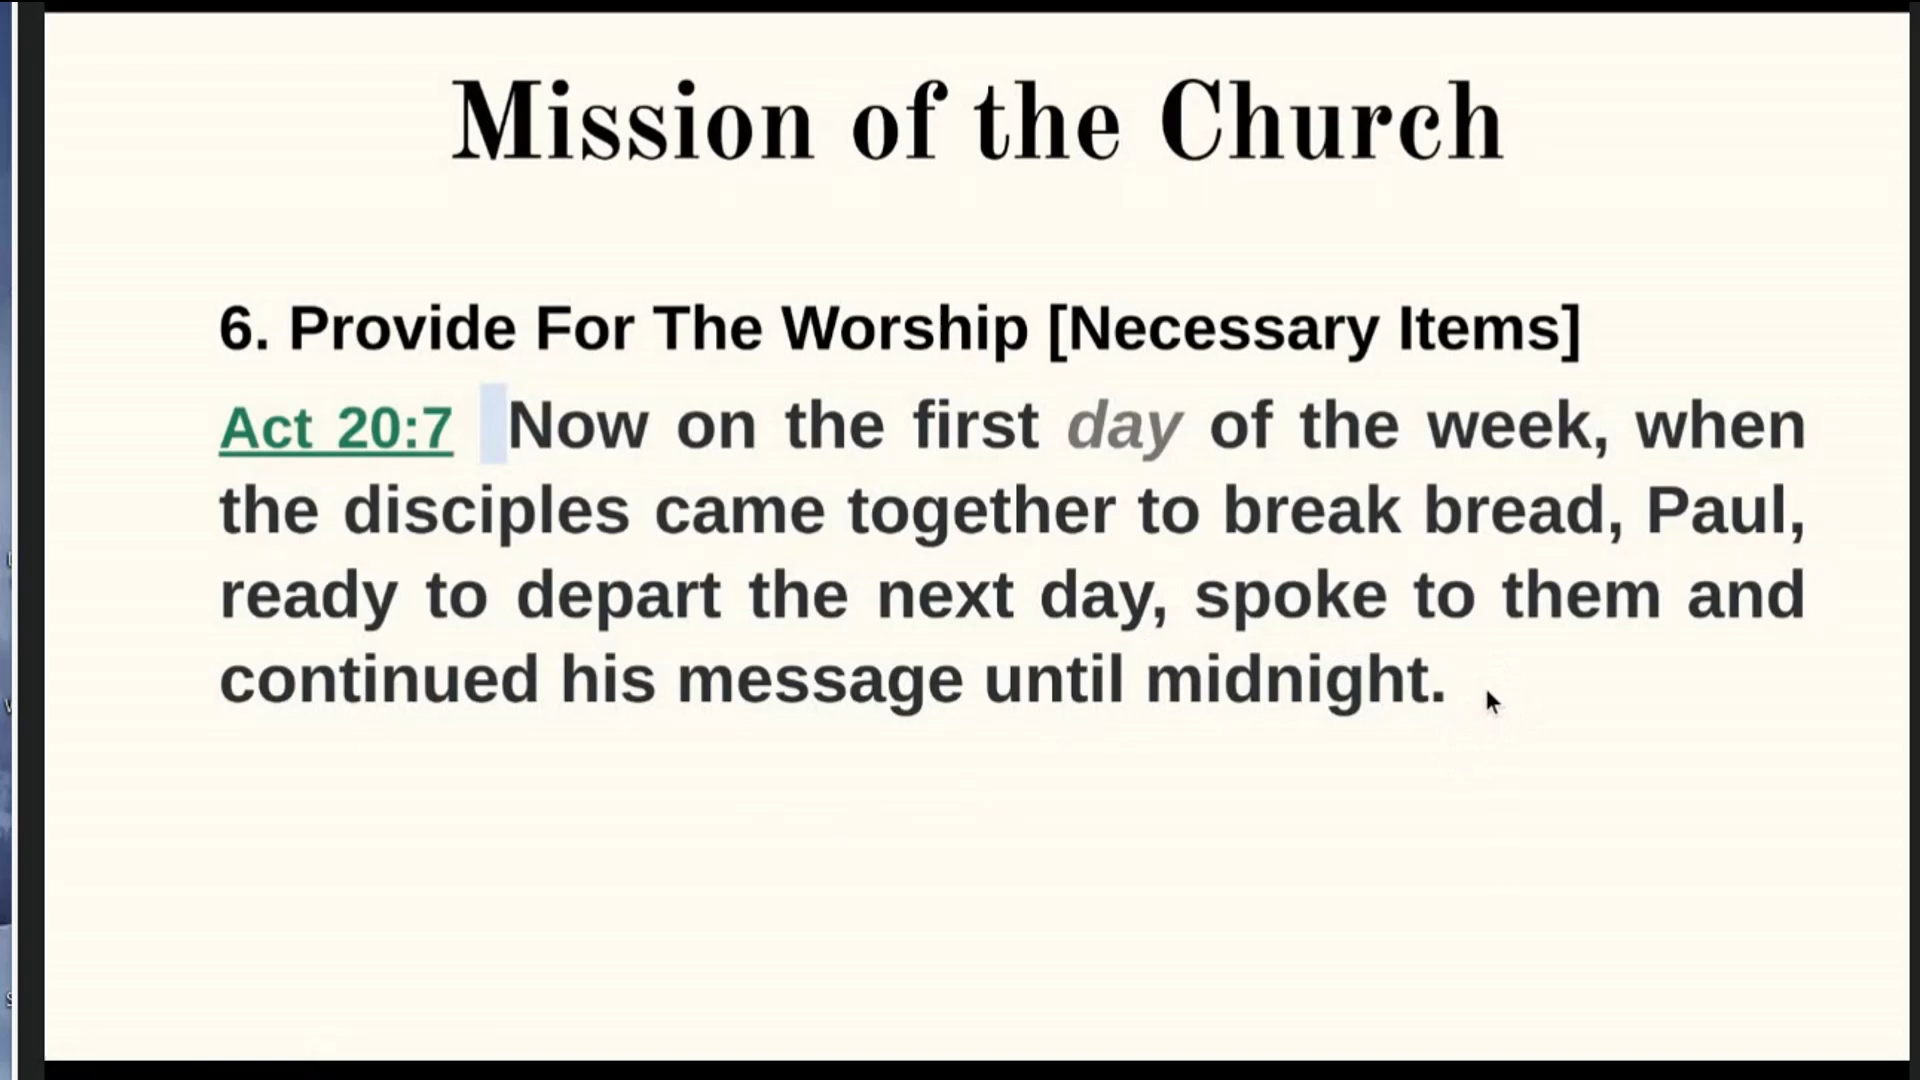 Mission of the Church
6. Provide For The Worship [Necessary Items]
Act 20:7 Now on the first day of the week, when
the disciples came together to break bread, Paul,
ready to depart the next day, spoke to them and
continued his message until midnight.